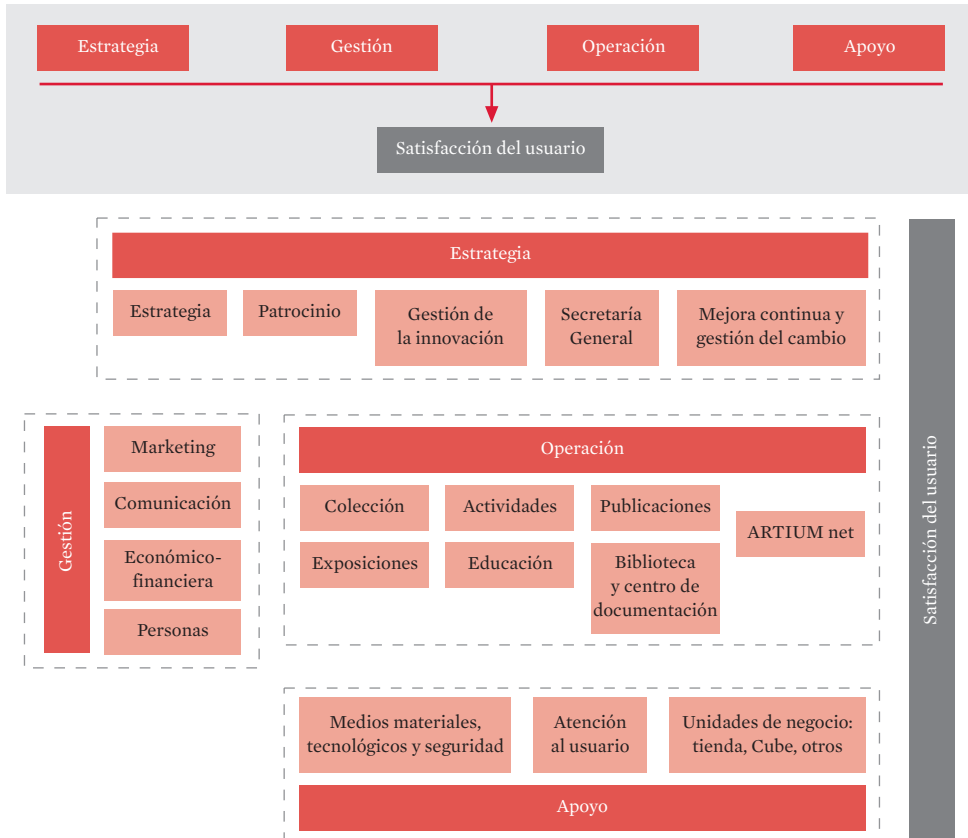 Estrategia
Gestión
Operación
Apoyo
Satisfacción del usuario
Estrategia
Estrategia
Patrocinio
Gestión de
la innovación
Secretaría
General
Mejora continua y
gestión del cambio
Gestión
Marketing
Comunicación
Económico-
financiera
Personas
Operación
Colección
Actividades
Publicaciones
ARTIUM net
Exposiciones
Educación
Biblioteca
y centro de
documentación
Medios materiales,
tecnológicos y seguridad
Atención
al usuario
Unidades de negocio:
tienda, Cube, otros
Apoyo
Satisfacción del usuario